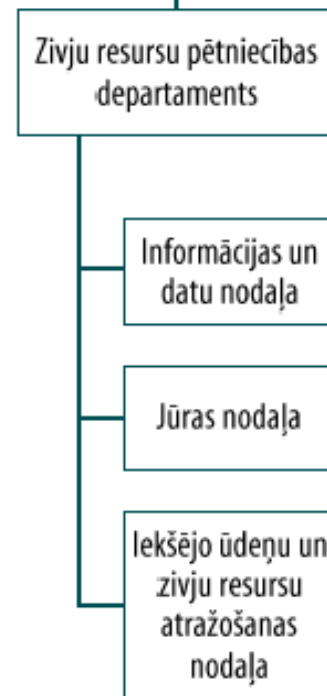 Zivju resursu pētniecības
departaments
Informācijas un
datu nodaļa
Jūras nodaļa
Iekšējo ūdeņu un
zivju resursu
atražošanas
nodaļa